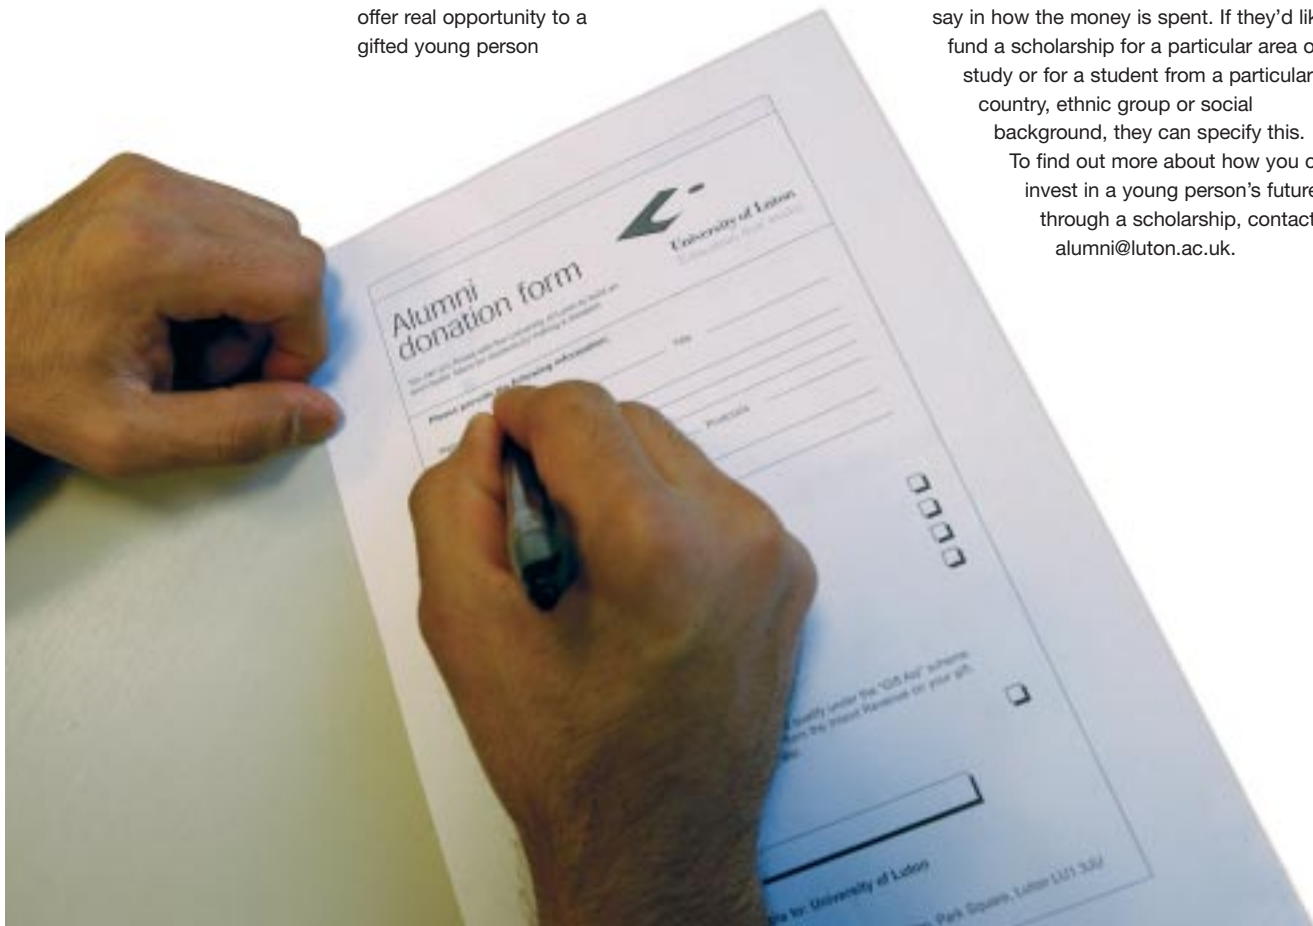 offer real opportunity to a
gifted young person
say in how the money is spent. If they'd lik
fund a scholarship for a particular area o
study or for a student from a particular
country, ethnic group or social
background, they can specify this.
To find out more about how you c
invest in a young person's future
through a scholarship, contact
alumni@luton.ac.uk.
University of Luton
Alumni
donation form
Please provide the following information:
Title
Postcode
qualify under the "Gift Aid" scheme
from the Inland Revenue on your gift.
to: University of Luton
Park Square, Luton LU1 3JU